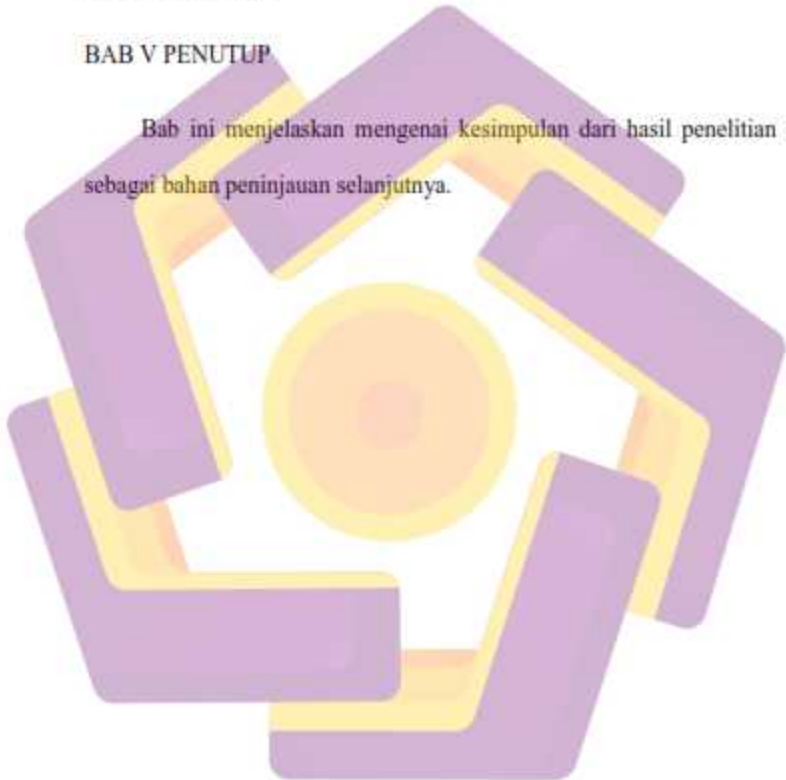 BAB V PENUTUP
Bab ini menjelaskan mengenai kesimpulan dari hasil penelitian
sebagai bahan peninjauan selanjutnya.